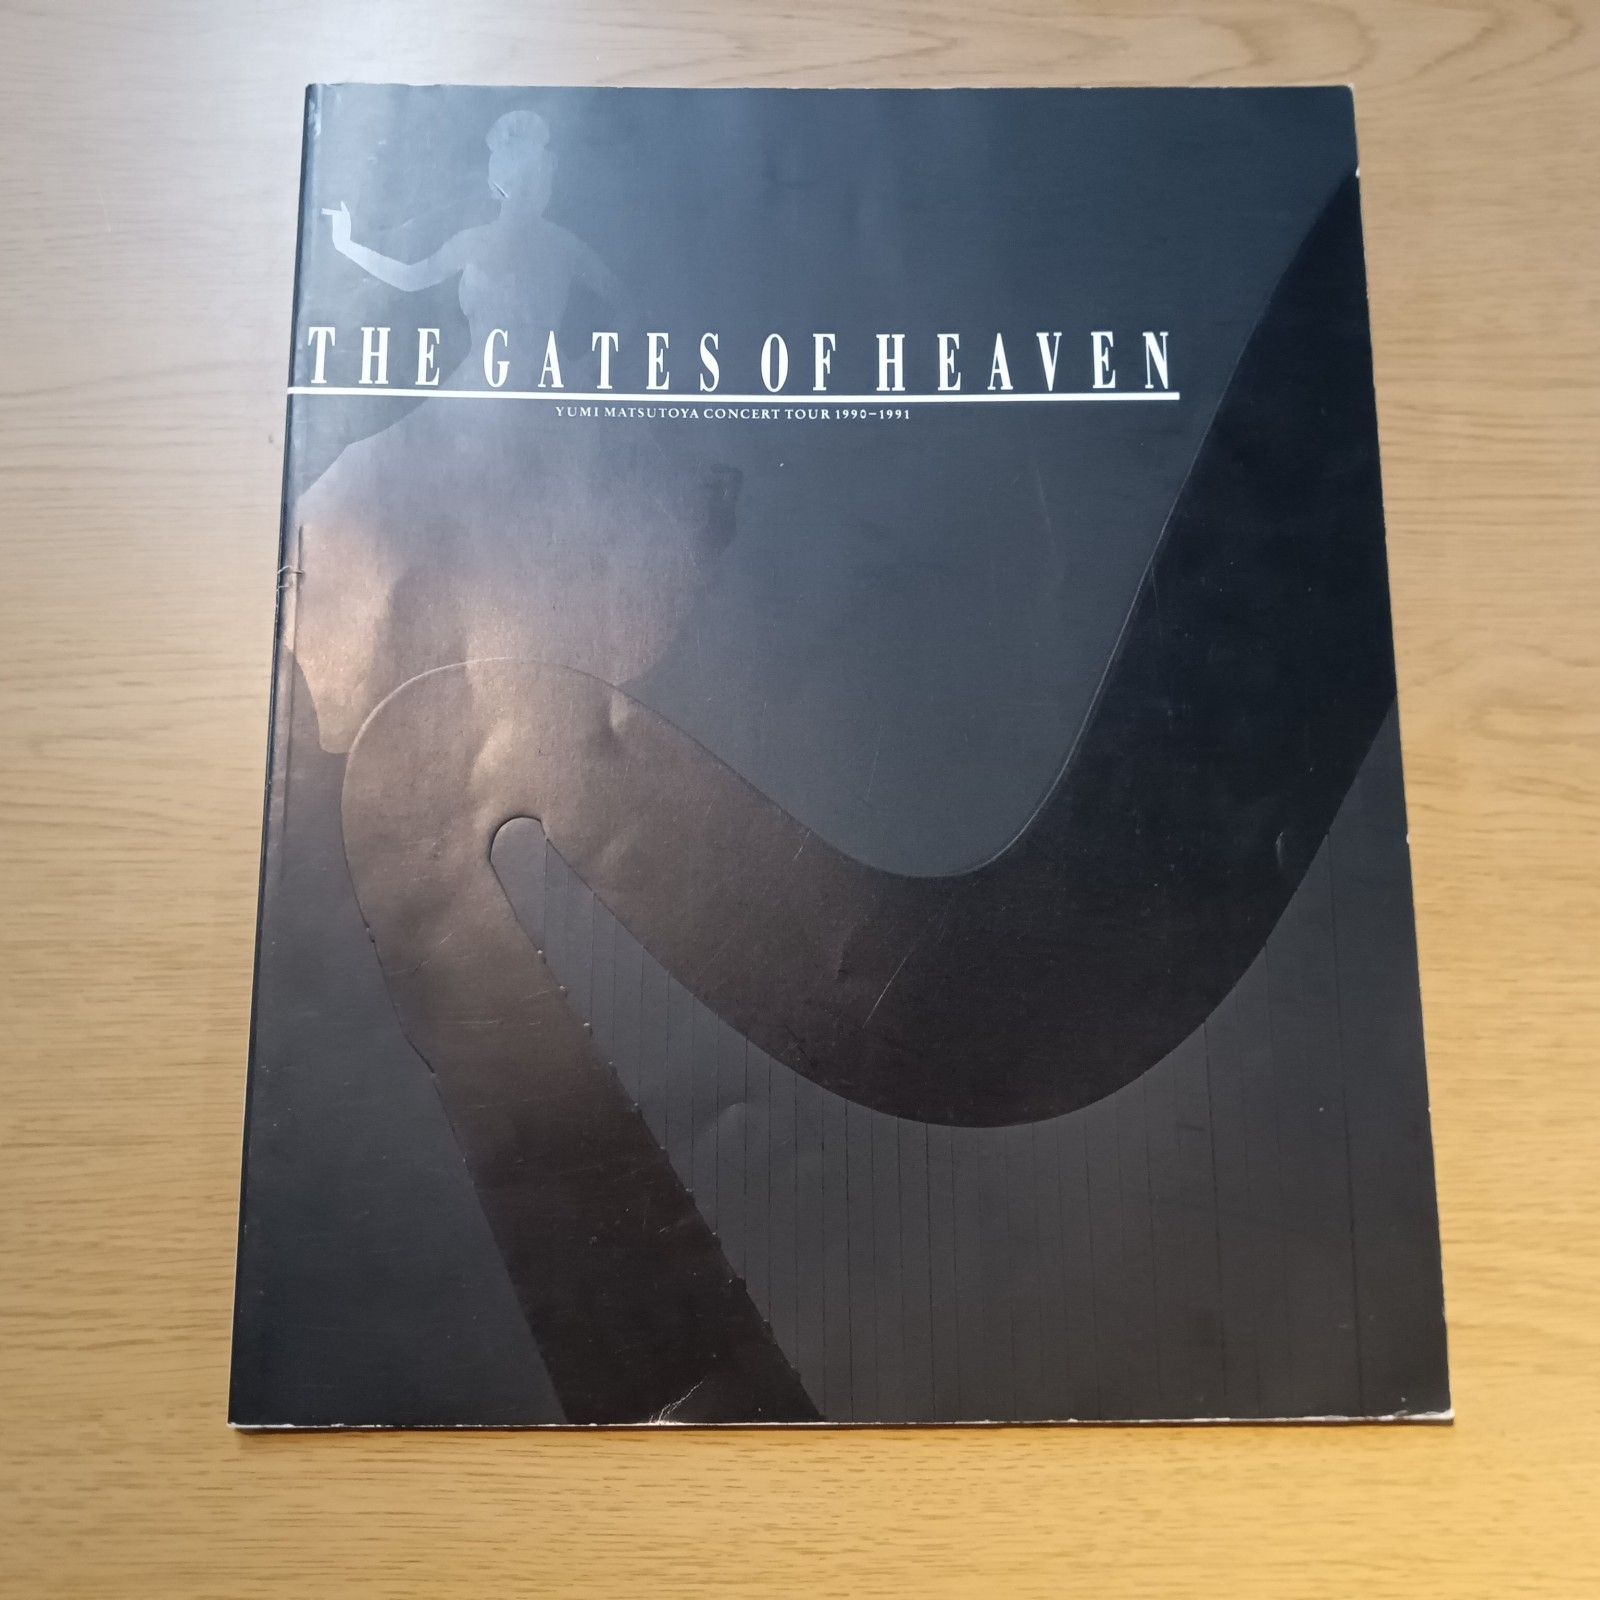 THE GATES OF HEAVEN
YUMI MATSUTOYA CONCERT TOUR 1990-1991